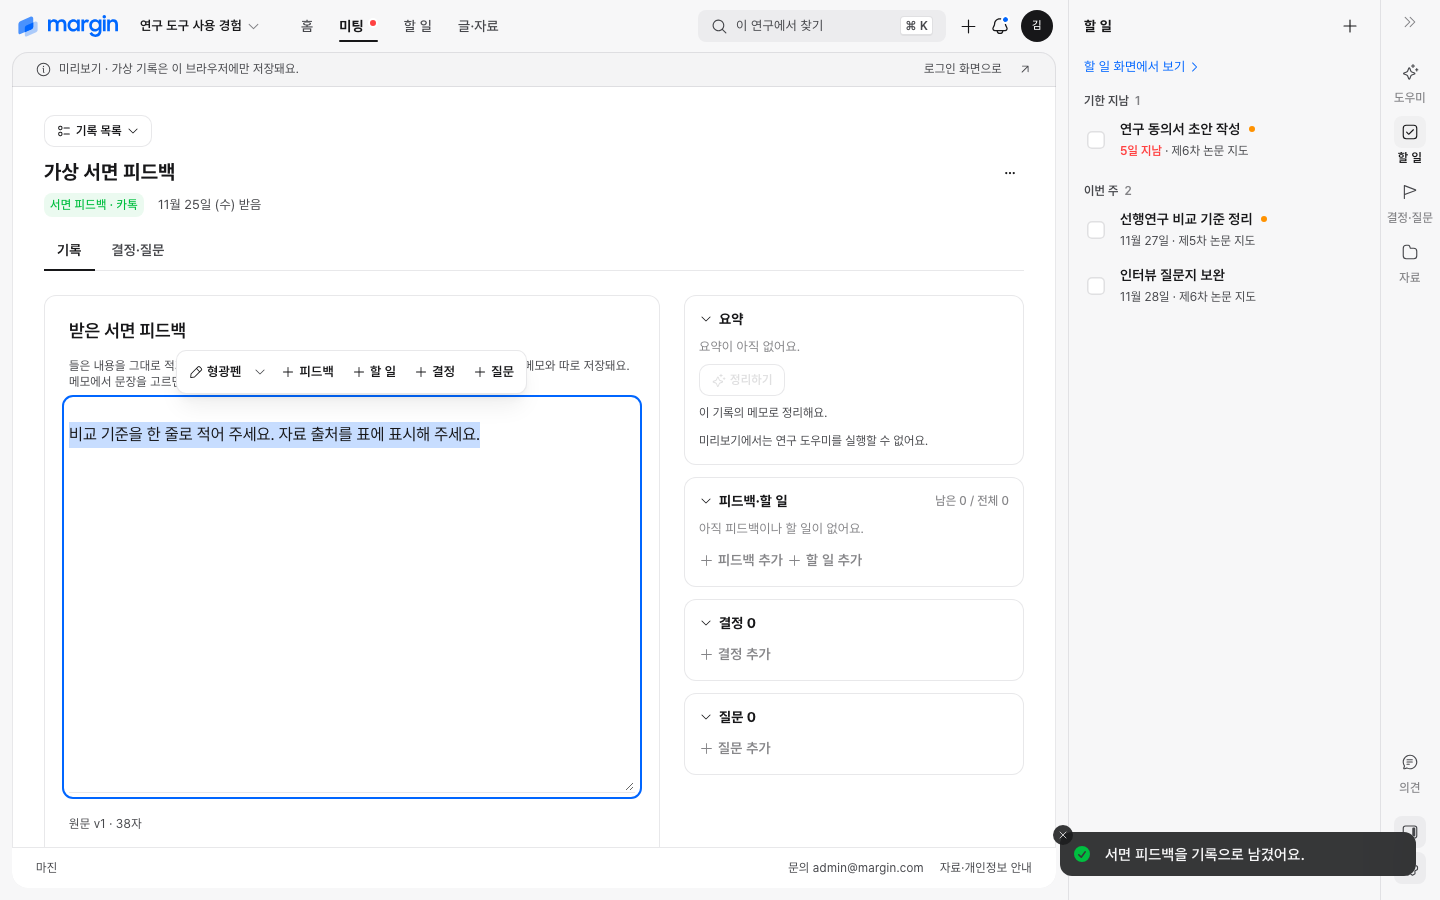 margin
연구 도구 사용 경험
홈
미팅
할 일
글·자료
이 연구에서 찾기
⌘ K
김
미리보기 · 가상 기록은 이 브라우저에만 저장돼요.
로그인 화면으로
기록 목록
가상 서면 피드백
서면 피드백 · 카톡
11월 25일 (수) 받음
기록
결정·질문
받은 서면 피드백
들은 내용을 그대로 적
메모와 따로 저장돼요.
메모에서 문장을 고르면
형광펜
피드백
할 일
결정
질문
비교 기준을 한 줄로 적어 주세요. 자료 출처를 표에 표시해 주세요.
원문 v1 · 38자
요약
요약이 아직 없어요.
정리하기
이 기록의 메모로 정리해요.
미리보기에서는 연구 도우미를 실행할 수 없어요.
피드백·할 일
남은 0 / 전체 0
아직 피드백이나 할 일이 없어요.
피드백 추가
할 일 추가
결정 0
결정 추가
질문 0
질문 추가
마진
문의 admin@margin.com
자료·개인정보 안내
할 일
할 일 화면에서 보기
기한 지남 1
연구 동의서 초안 작성
5일 지남 · 제6차 논문 지도
이번 주 2
선행연구 비교 기준 정리
11월 27일 · 제5차 논문 지도
인터뷰 질문지 보완
11월 28일 · 제6차 논문 지도
도우미
할 일
결정·질문
자료
의견
서면 피드백을 기록으로 남겼어요.